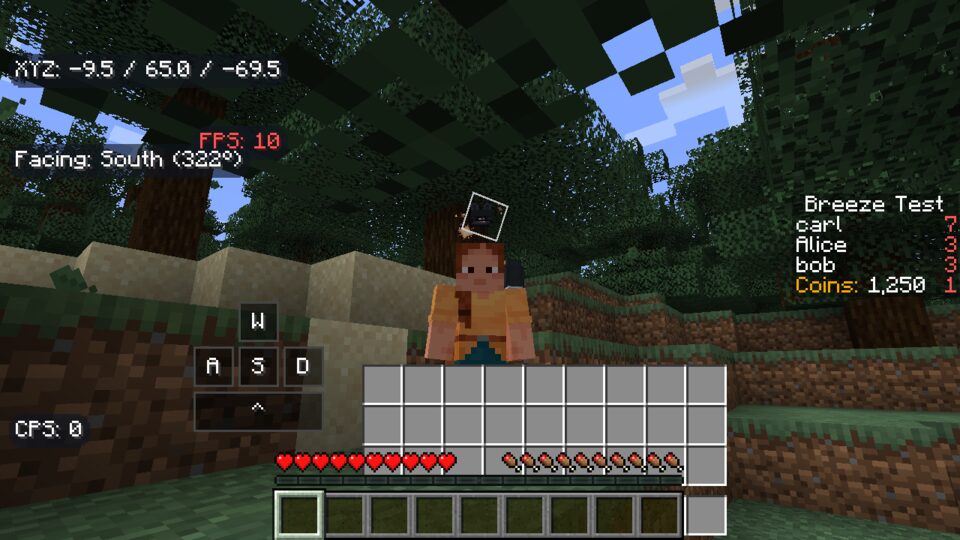 XYZ: -9.5 / 65.0 / -69.5
FPS: 10
Facing: South (322°)
Breeze Test
carl 7
Alice 3
bob 3
Coins: 1,250 1
W
A S D
^
CPS: 0